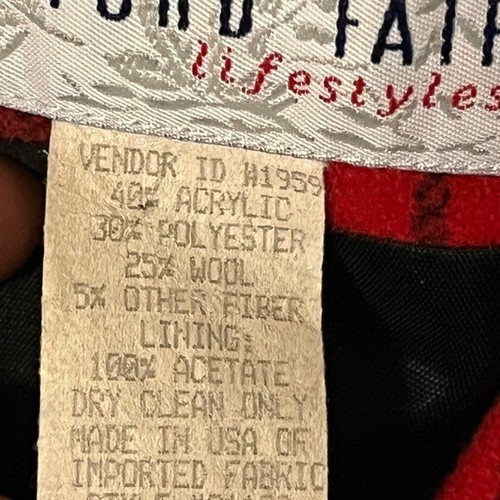 lifestyles
VENDOR ID #1959
40% ACRYLIC
30% POLYESTER
25% WOOL
5% OTHER FIBER
LINING:
100% ACETATE
DRY CLEAN ONLY
MADE IN USA OF
IMPORTED FABRIC